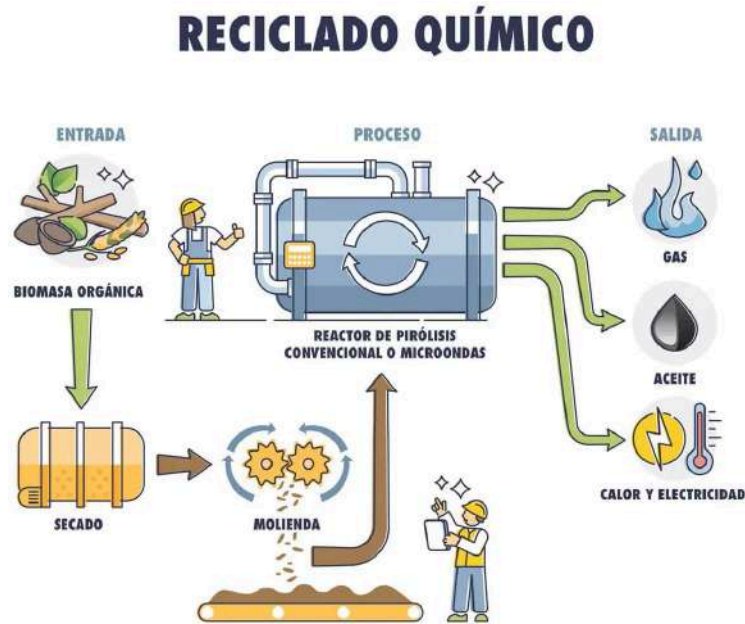 RECICLADO QUÍMICO
ENTRADA
PROCESO
SALIDA
BIOMASA ORGÁNICA
REACTOR DE PIRÓLISIS
CONVENCIONAL O MICROONDAS
GAS
ACEITE
SECADO
MOLIENDA
CALOR Y ELECTRICIDAD